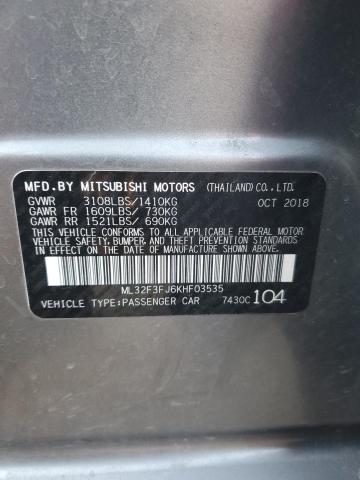 MFD.BY MITSUBISHI MOTORS (THAILAND)CO.,LTD.
GVWR 3108LBS/1410KG OCT 2018
GAWR FR 1609LBS/ 730KG
GAWR RR 1521LBS/ 690KG
THIS VEHICLE CONFORMS TO ALL APPLICABLE FEDERAL MOTOR
VEHICLE SAFETY, BUMPER, AND THEFT PREVENTION STANDARDS
IN EFFECT ON THE DATE OF MANUFACTURE SHOWN ABOVE.
ML32F3FJ6KHF03535
VEHICLE TYPE:PASSENGER CAR 7430C 104